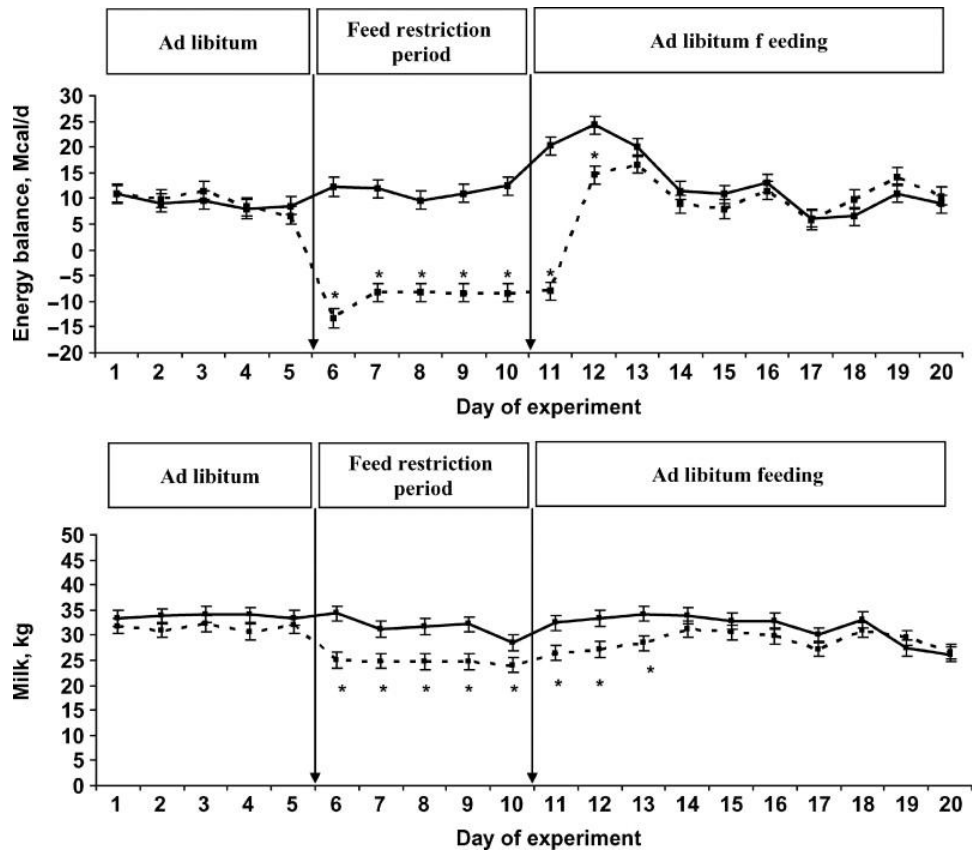 Ad libitum
Feed restriction
period
Ad libitum f eeding
Energy balance, Mcal/d
30
25
20
15
10
5
0
−5
−10
−15
−20
* * * * * * *
1 2 3 4 5 6 7 8 9 10 11 12 13 14 15 16 17 18 19 20
Day of experiment
Ad libitum
Feed restriction
period
Ad libitum feeding
Milk, kg
50
45
40
35
30
25
20
15
10
5
0
* * * * * * * *
1 2 3 4 5 6 7 8 9 10 11 12 13 14 15 16 17 18 19 20
Day of experiment